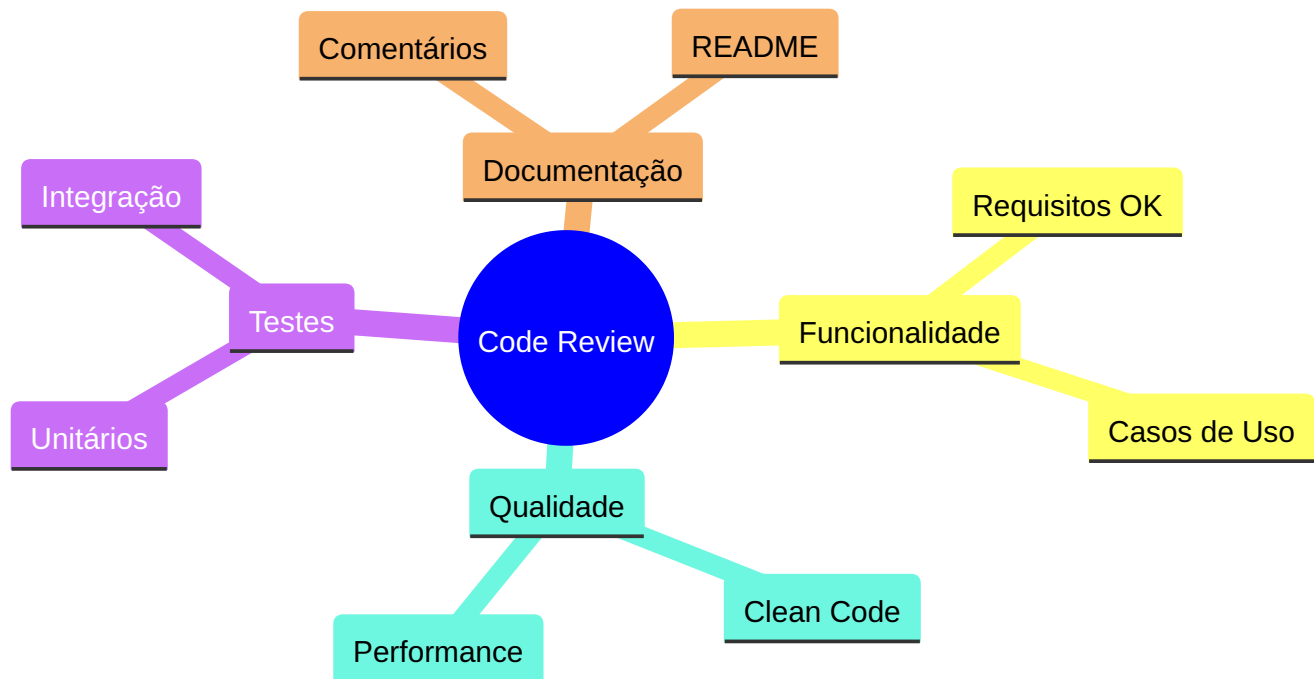 Comentários
README
Documentação
Integração
Requisitos OK
Testes
Code Review
Funcionalidade
Unitários
Casos de Uso
Qualidade
Clean Code
Performance